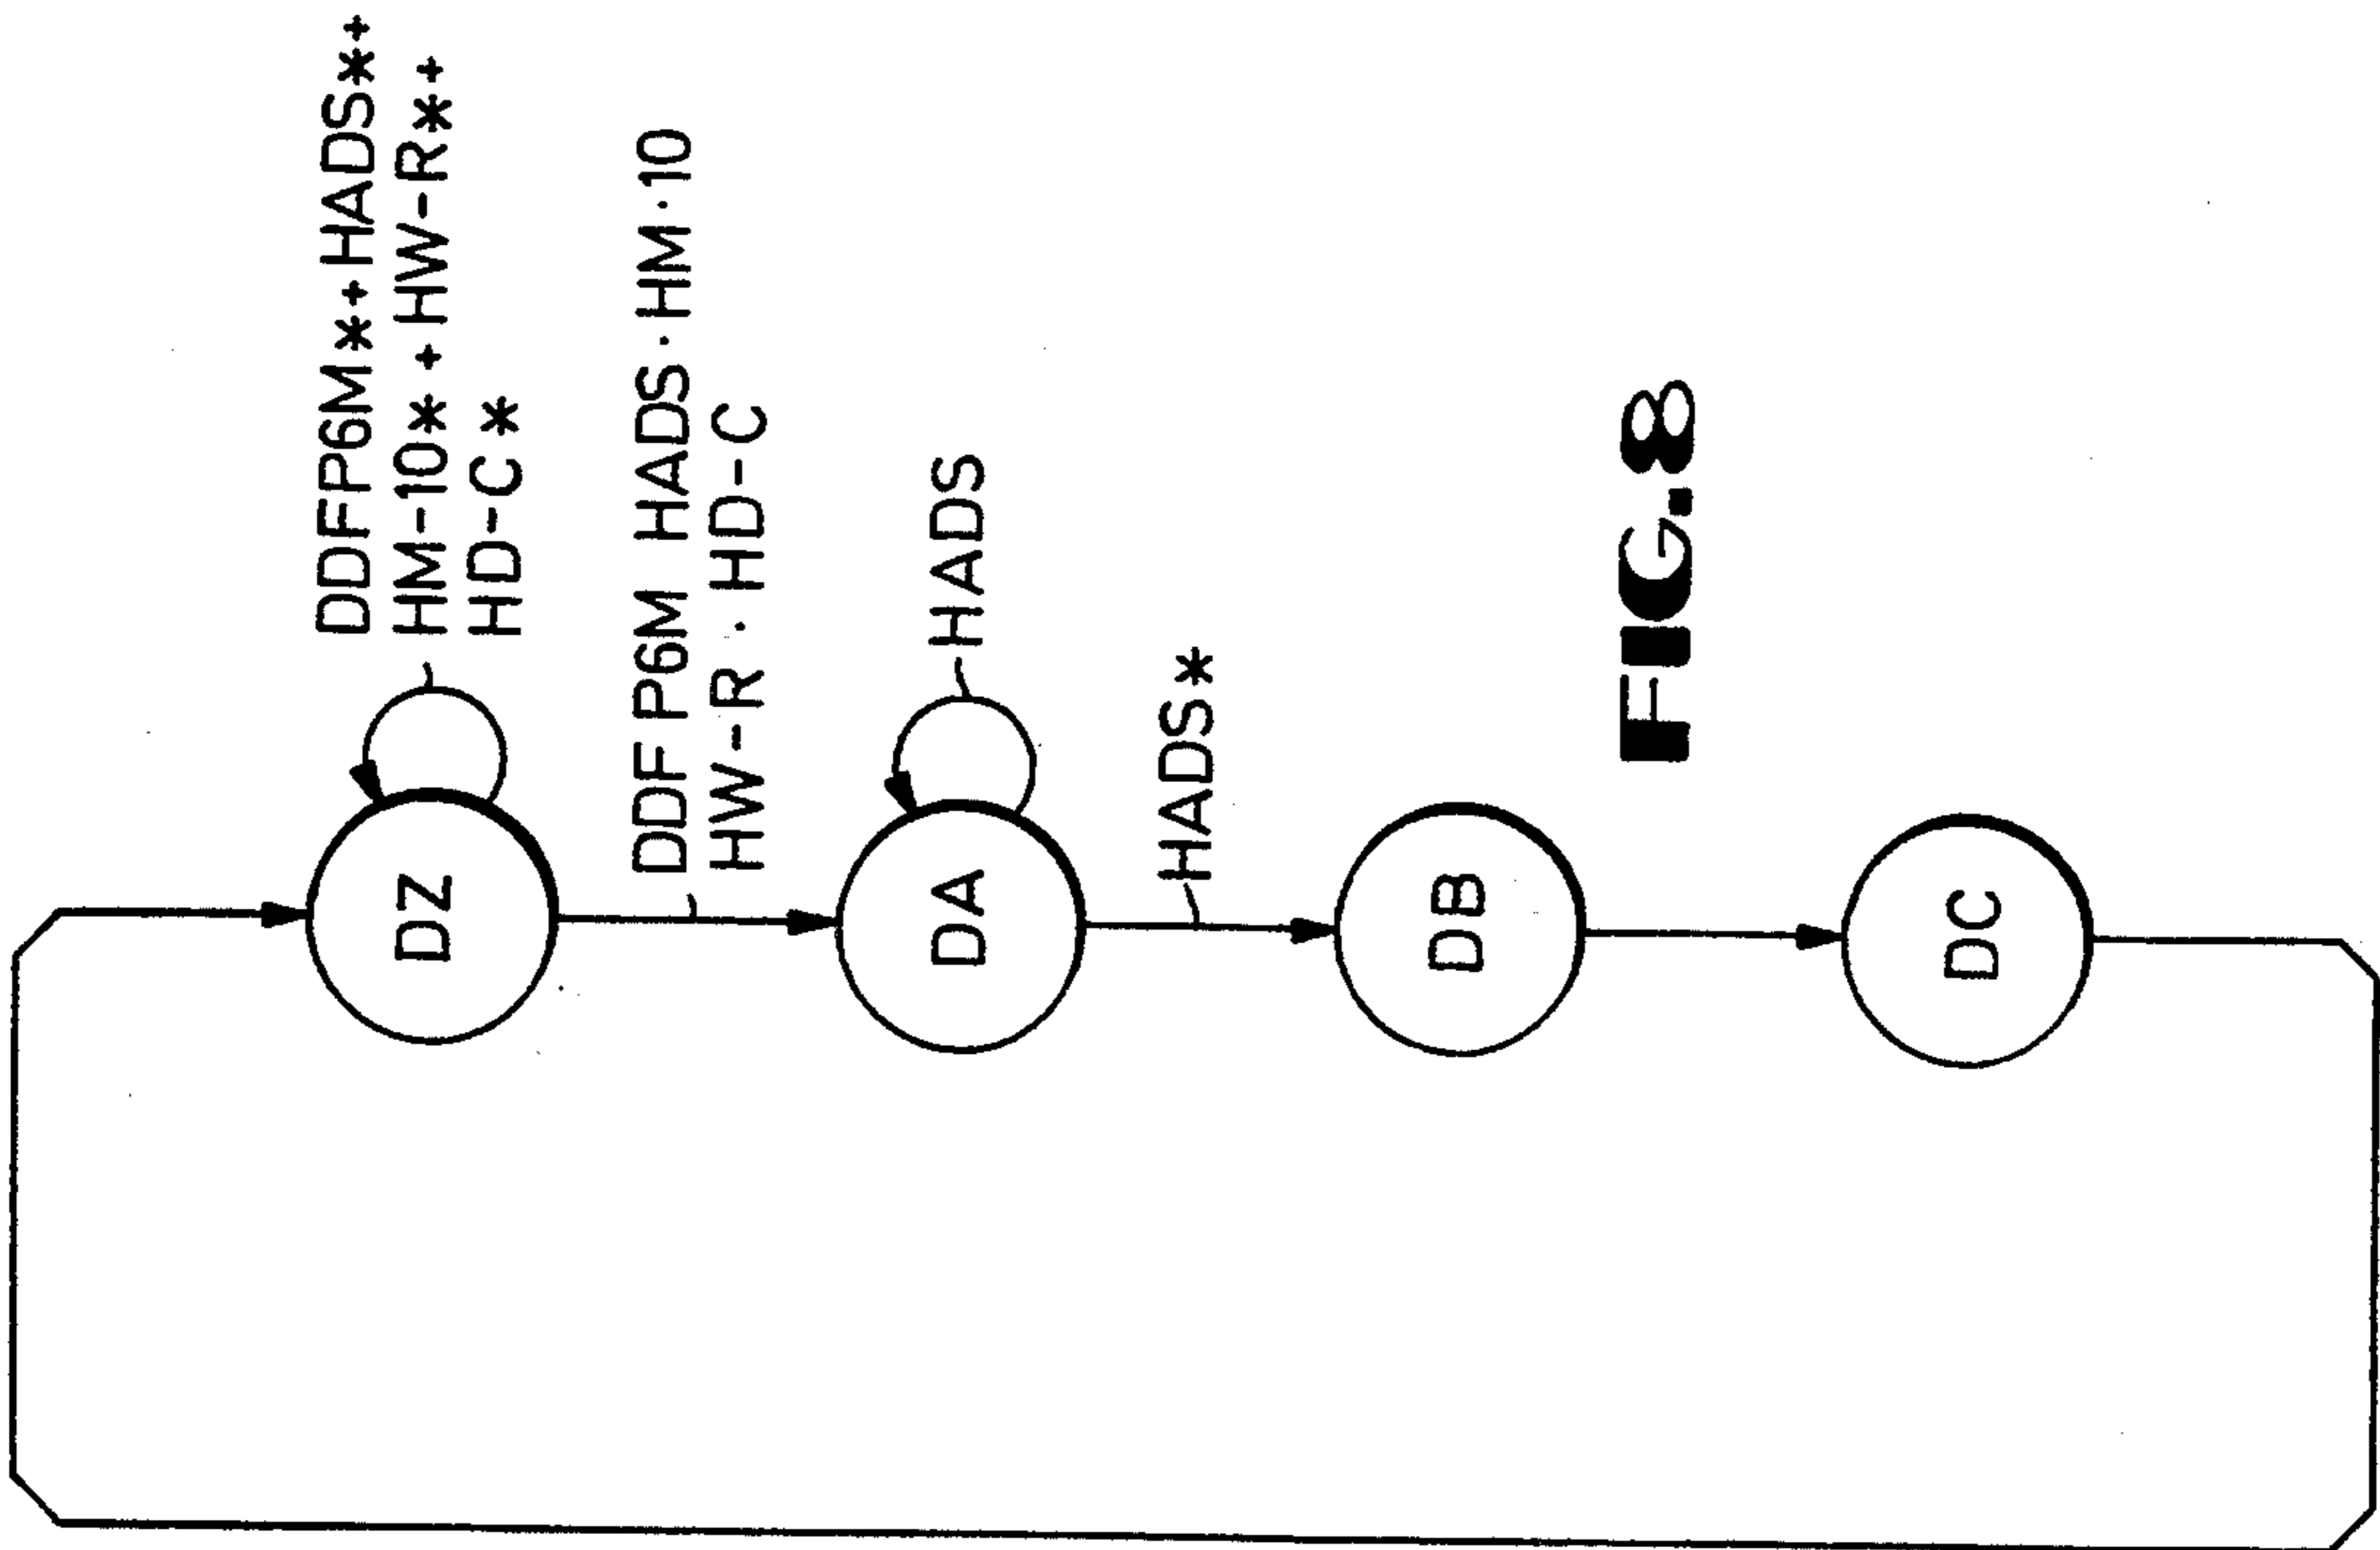 DZ
DDFP6M*+HADS*+
HM-10*+HW-R*+
HD-C*
DDF P6M HADS·HM·10
HW-R·HD-C
DA
HADS
HADS*
DB
DC
FIG.8